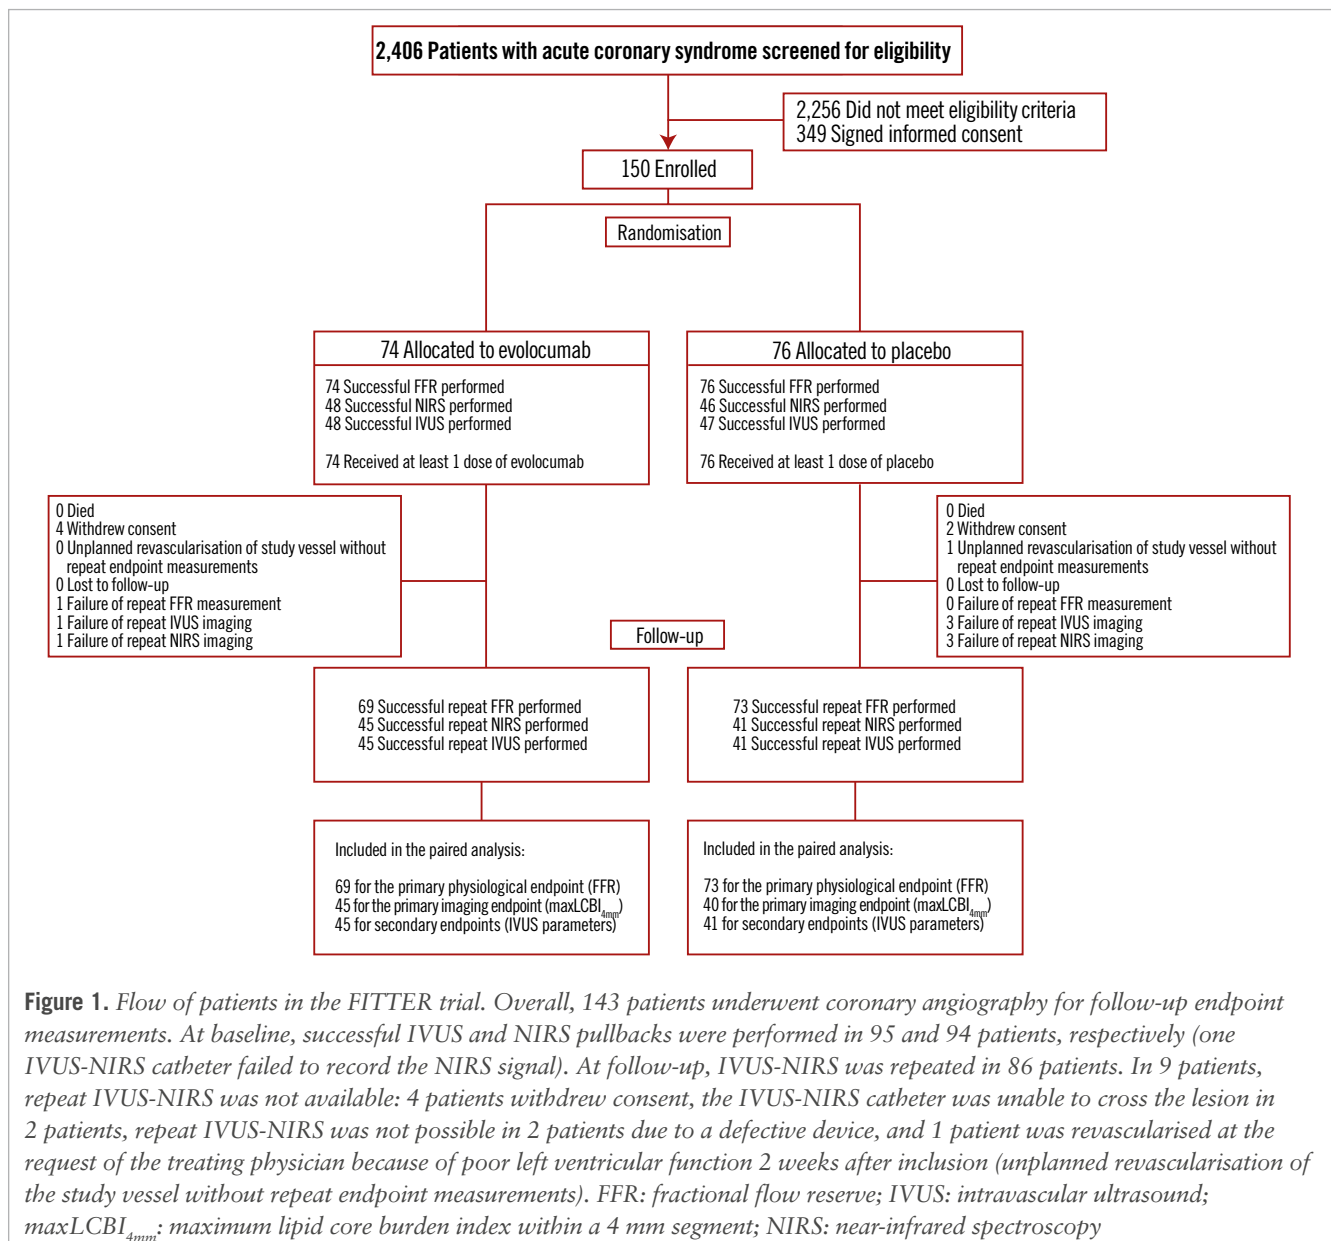 2,406 Patients with acute coronary syndrome screened for eligibility
2,256 Did not meet eligibility criteria
349 Signed informed consent
150 Enrolled
Randomisation
74 Allocated to evolocumab
74 Successful FFR performed
48 Successful NIRS performed
48 Successful IVUS performed
74 Received at least 1 dose of evolocumab
76 Allocated to placebo
76 Successful FFR performed
46 Successful NIRS performed
47 Successful IVUS performed
76 Received at least 1 dose of placebo
0 Died
4 Withdrew consent
0 Unplanned revascularisation of study vessel without
repeat endpoint measurements
0 Lost to follow-up
1 Failure of repeat FFR measurement
1 Failure of repeat IVUS imaging
1 Failure of repeat NIRS imaging
0 Died
2 Withdrew consent
1 Unplanned revascularisation of study vessel without
repeat endpoint measurements
0 Lost to follow-up
0 Failure of repeat FFR measurement
3 Failure of repeat IVUS imaging
3 Failure of repeat NIRS imaging
Follow-up
69 Successful repeat FFR performed
45 Successful repeat NIRS performed
45 Successful repeat IVUS performed
73 Successful repeat FFR performed
41 Successful repeat NIRS performed
41 Successful repeat IVUS performed
Included in the paired analysis:
69 for the primary physiological endpoint (FFR)
45 for the primary imaging endpoint (maxLCBI4mm)
45 for secondary endpoints (IVUS parameters)
Included in the paired analysis:
73 for the primary physiological endpoint (FFR)
40 for the primary imaging endpoint (maxLCBI4mm)
41 for secondary endpoints (IVUS parameters)
Figure 1. Flow of patients in the FITTER trial. Overall, 143 patients underwent coronary angiography for follow-up endpoint
measurements. At baseline, successful IVUS and NIRS pullbacks were performed in 95 and 94 patients, respectively (one
IVUS-NIRS catheter failed to record the NIRS signal). At follow-up, IVUS-NIRS was repeated in 86 patients. In 9 patients,
repeat IVUS-NIRS was not available: 4 patients withdrew consent, the IVUS-NIRS catheter was unable to cross the lesion in
2 patients, repeat IVUS-NIRS was not possible in 2 patients due to a defective device, and 1 patient was revascularised at the
request of the treating physician because of poor left ventricular function 2 weeks after inclusion (unplanned revascularisation of
the study vessel without repeat endpoint measurements). FFR: fractional flow reserve; IVUS: intravascular ultrasound;
maxLCBI4mm: maximum lipid core burden index within a 4 mm segment; NIRS: near-infrared spectroscopy